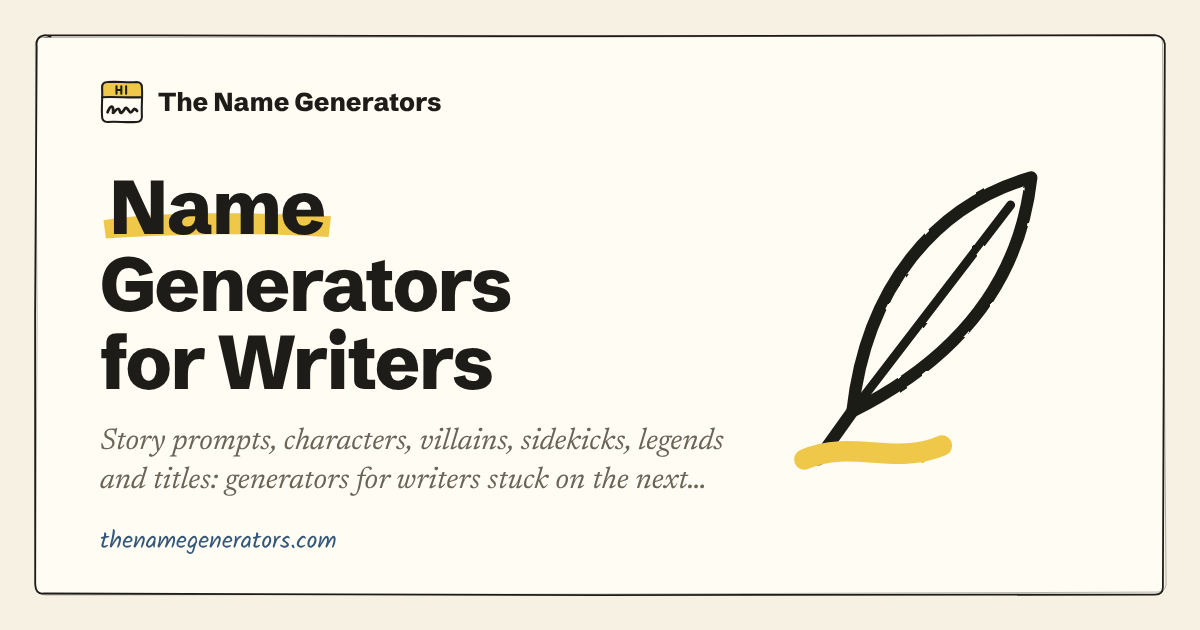 HI
The Name Generators
Name
Generators
for Writers
Story prompts, characters, villains, sidekicks, legends
and titles: generators for writers stuck on the next...
thenamegenerators.com